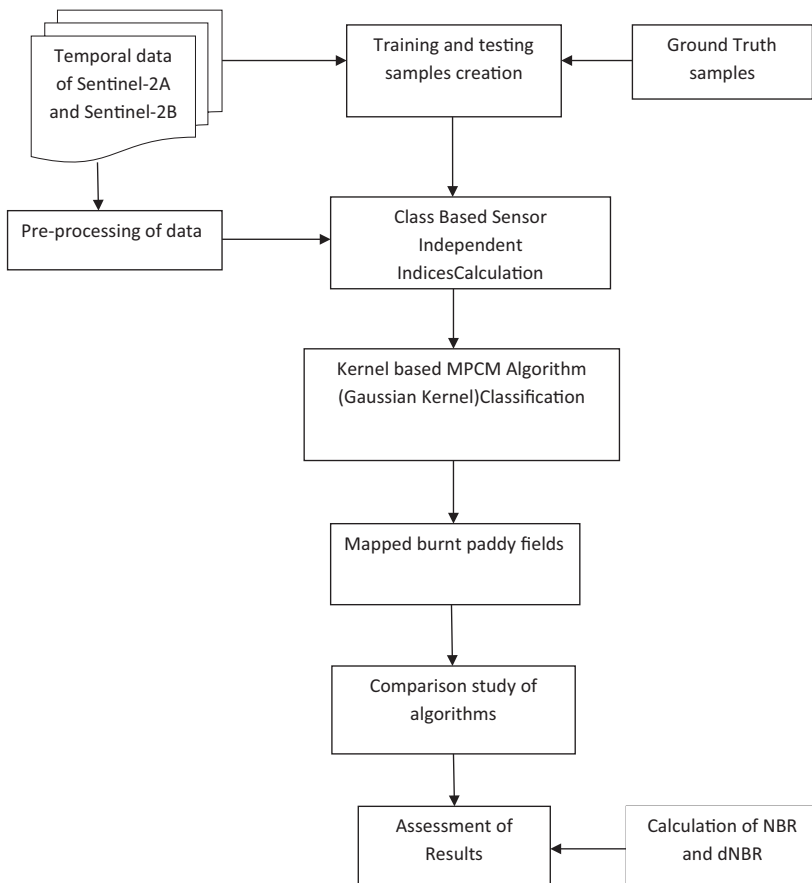 Temporal data
of Sentinel-2A
and Sentinel-2B
Training and testing
samples creation
Ground Truth
samples
Pre-processing of data
Class Based Sensor
Independent
IndicesCalculation
Kernel based MPCM Algorithm
(Gaussian Kernel)Classification
Mapped burnt paddy fields
Comparison study of
algorithms
Assessment of
Results
Calculation of NBR
and dNBR